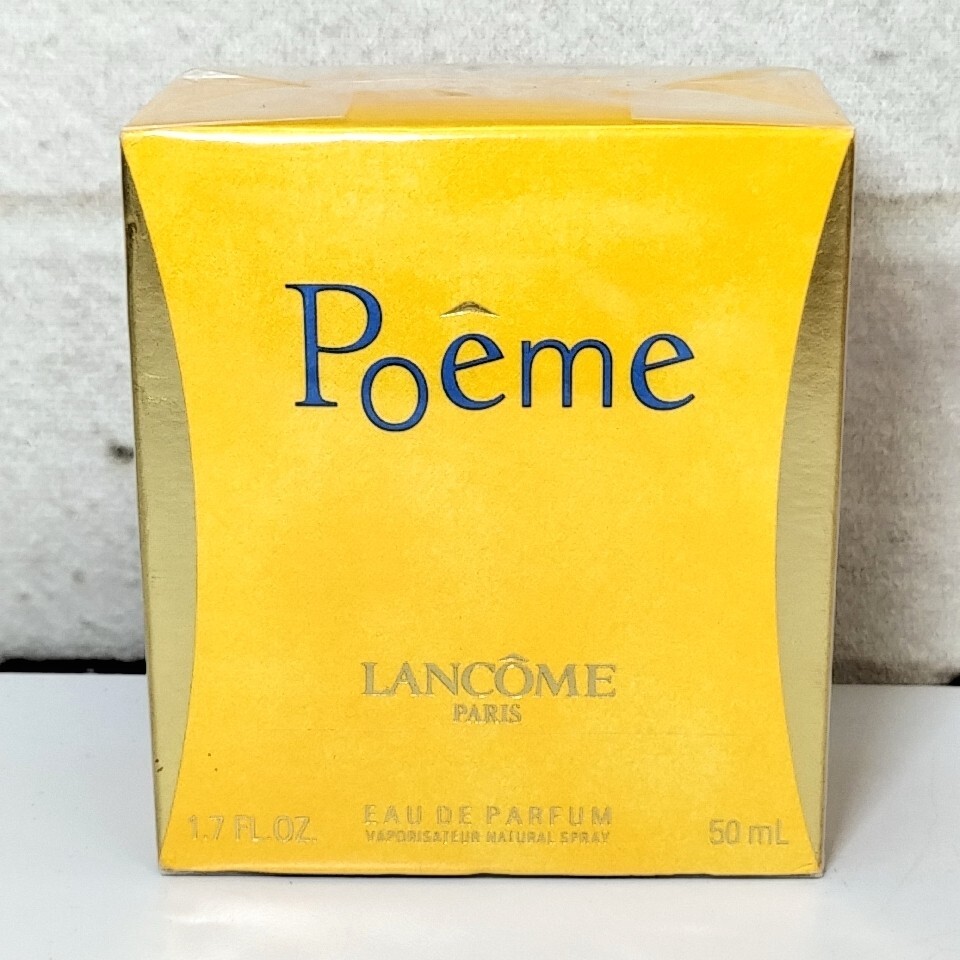 Poême
LANCÔME
PARIS
EAU DE PARFUM
VAPORISATEUR NATURAL SPRAY
1.7 FL.OZ.
50 mL